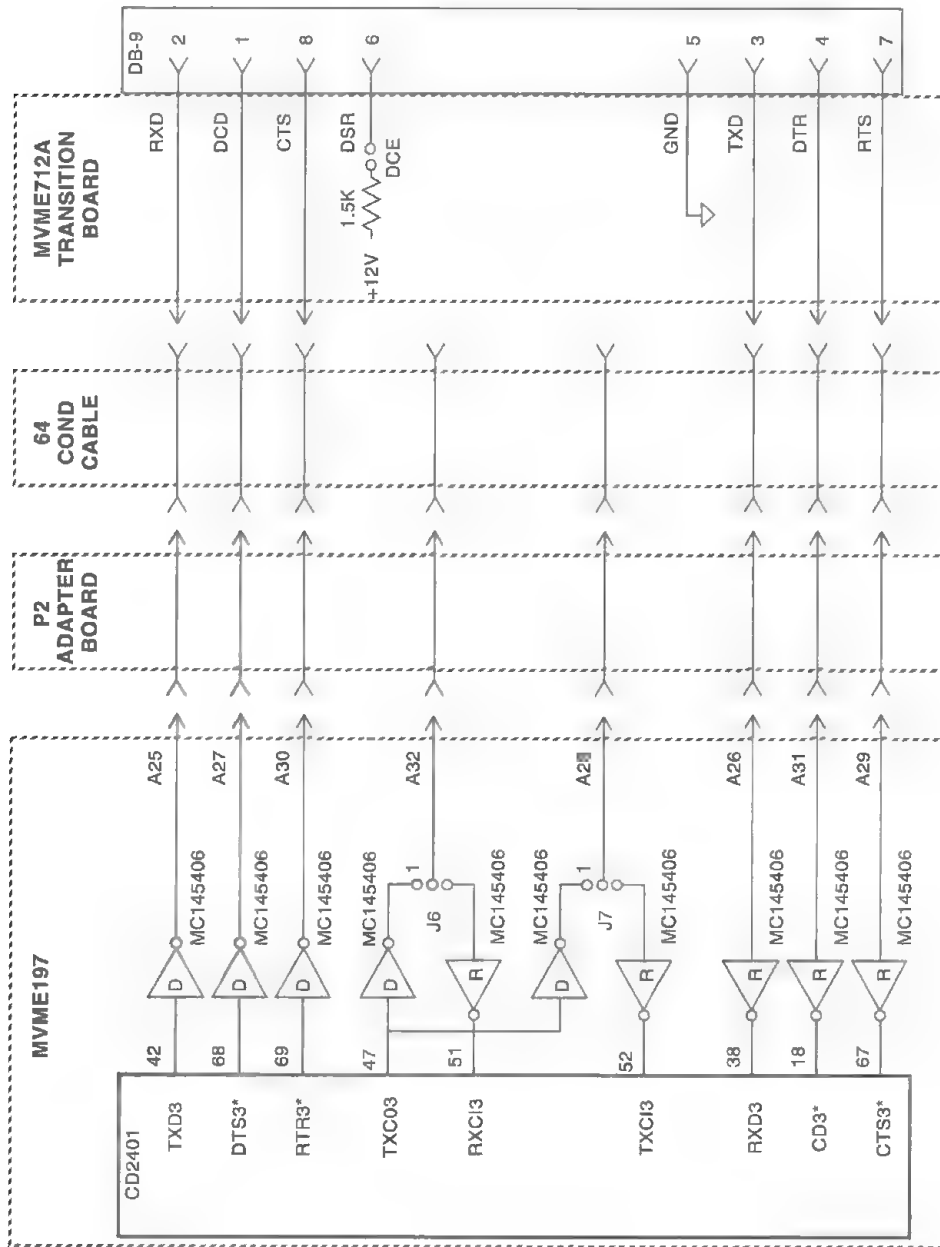 MVME197
P2
ADAPTER
BOARD
64
COND
CABLE
MVME712A
TRANSITION
BOARD
CD2401
DB-9
TXD3
42
D
MC145406
A25
RXD
2
DTS3*
68
D
MC145406
A27
DCD
1
RTR3*
69
D
MC145406
A30
CTS
8
TXC03
47
D
MC145406
+12V
1.5K
DCE
DSR
6
J6
1
A32
RXCI3
51
R
MC145406
D
MC145406
J7
1
TXCI3
52
R
MC145406
GND
5
RXD3
38
R
MC145406
A26
TXD
3
CD3*
18
R
MC145406
A31
DTR
4
CTS3*
67
R
MC145406
A29
RTS
7